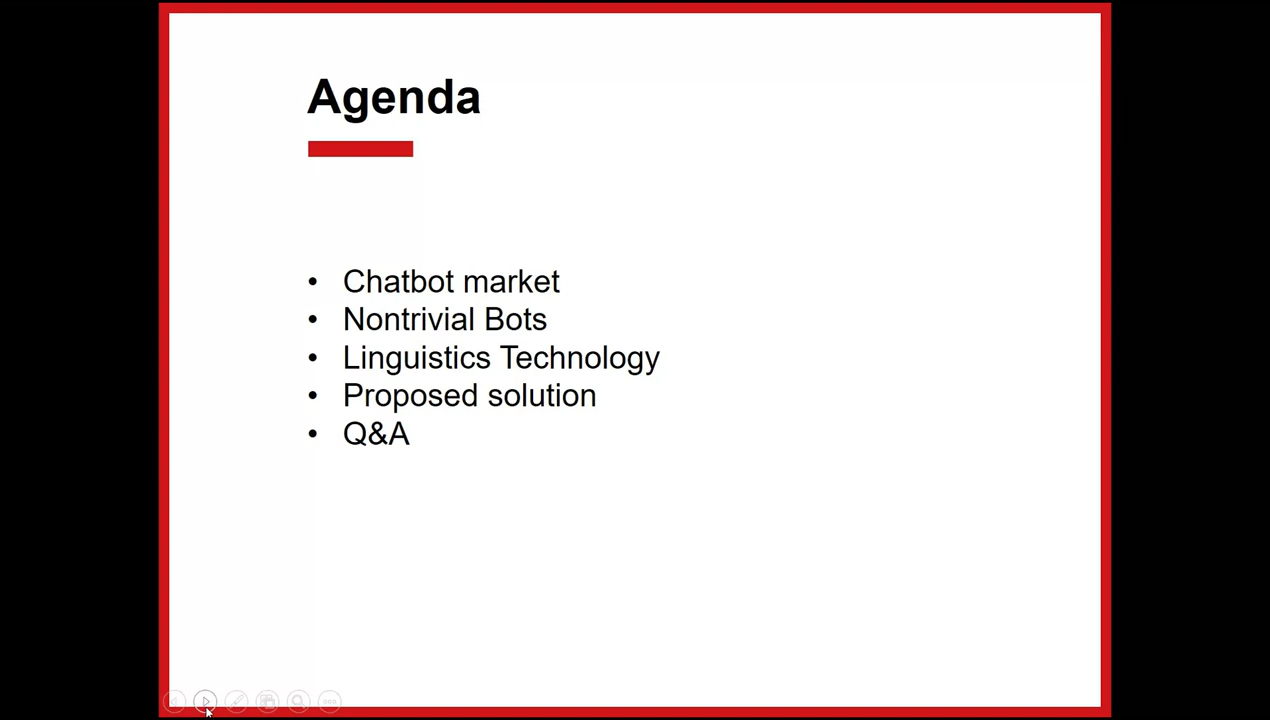 Agenda
• Chatbot market
• Nontrivial Bots
• Linguistics Technology
• Proposed solution
• Q&A